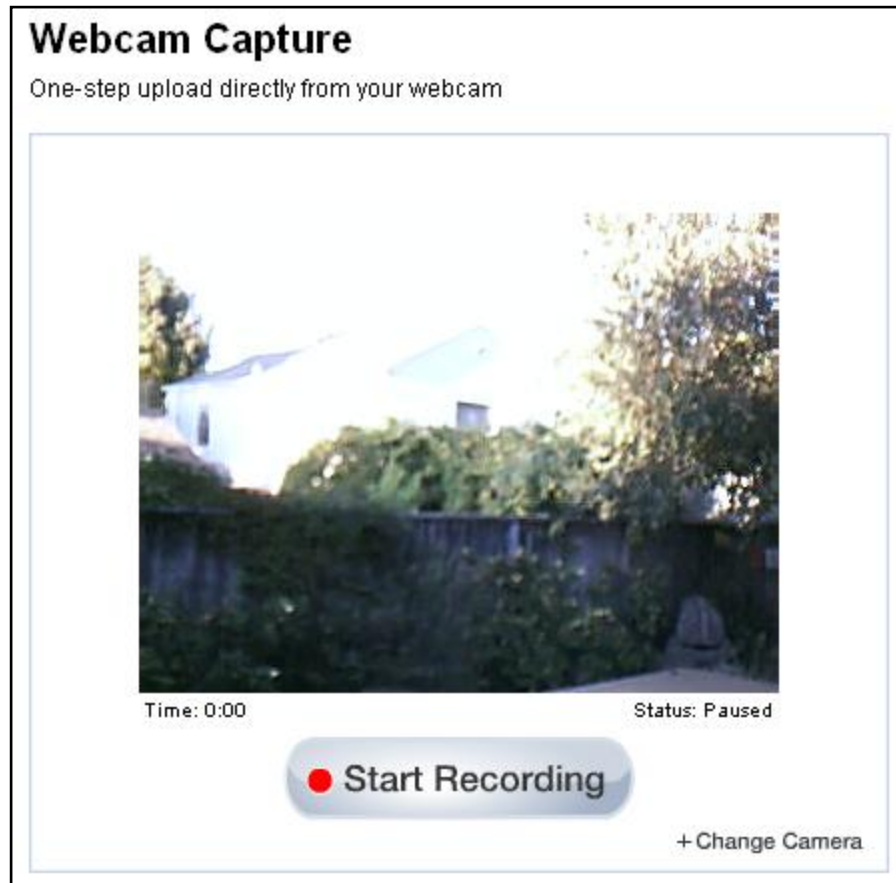 Webcam Capture
One-step upload directly from your webcam
Time: 0:00
Status: Paused
Start Recording
+ Change Camera